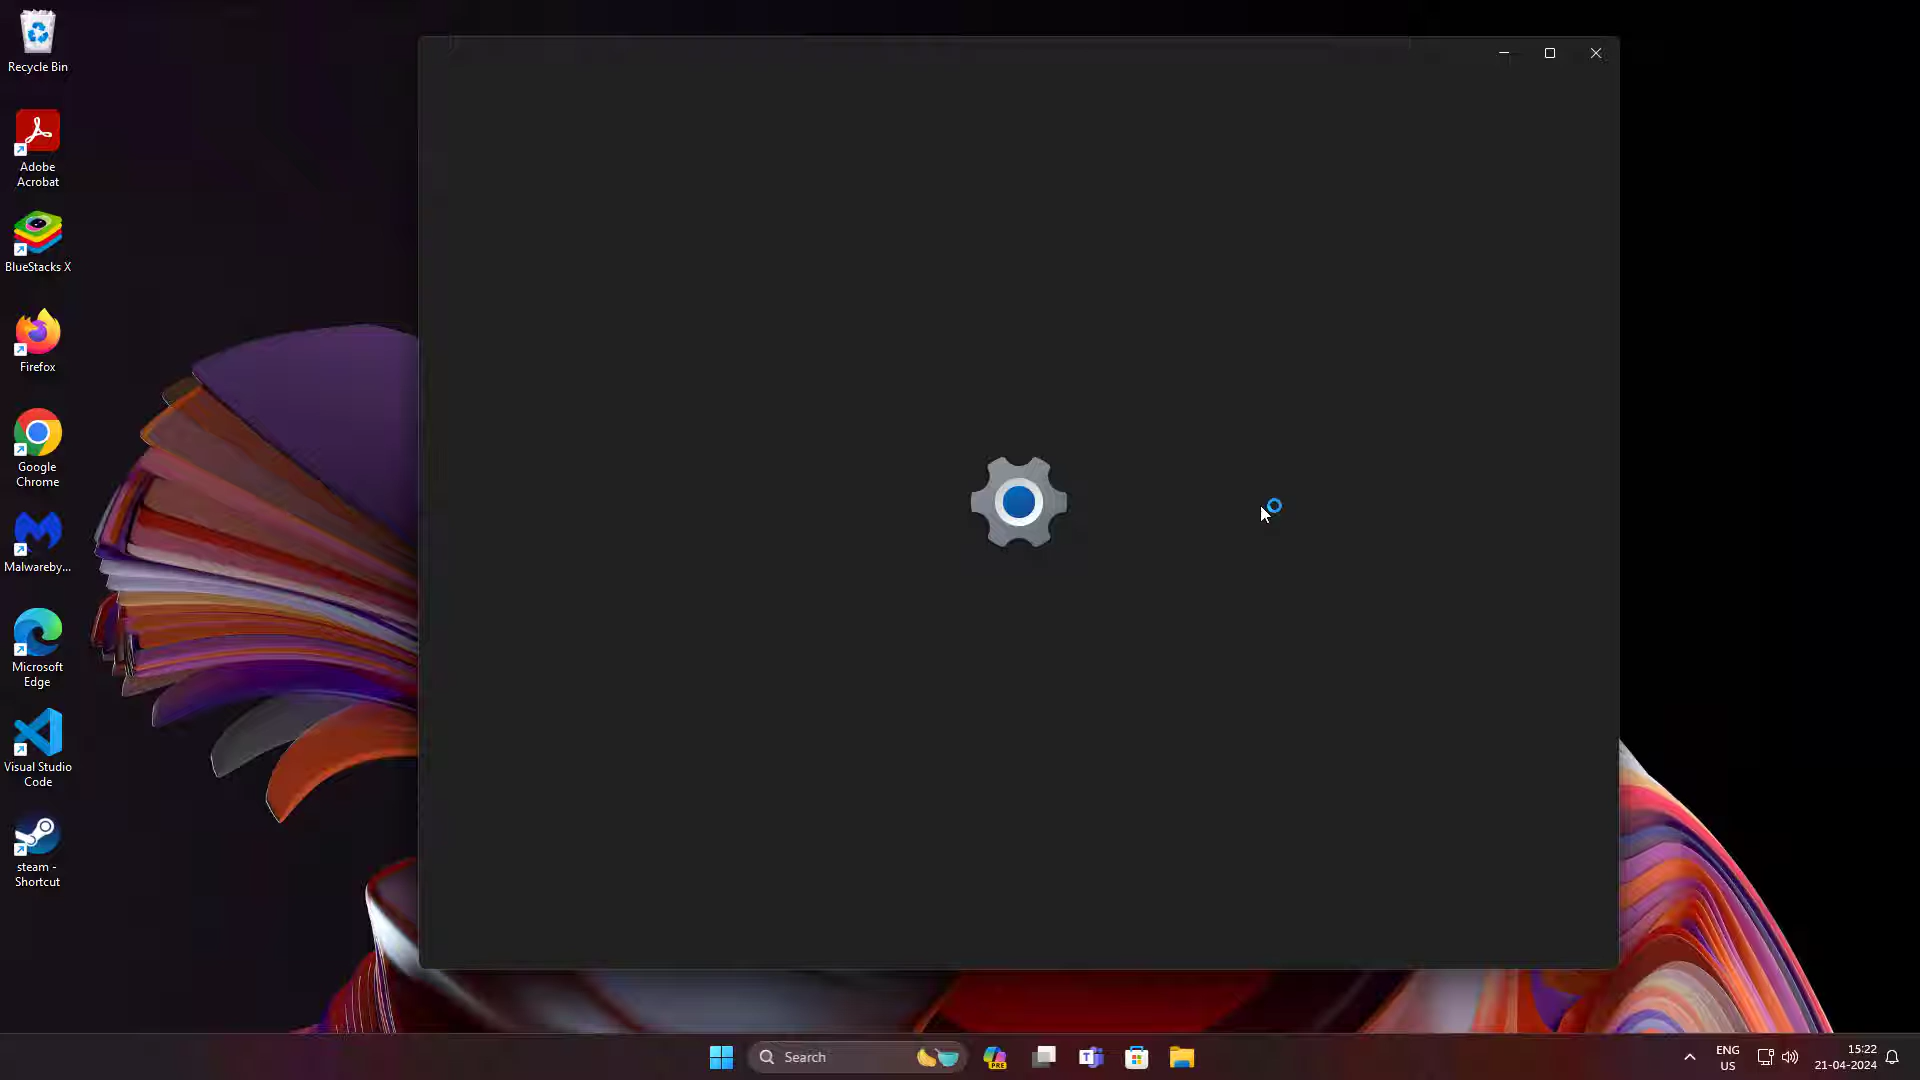 Recycle Bin
Adobe
Acrobat
BlueStacks X
Firefox
Google
Chrome
Malwareby...
Microsoft
Edge
Visual Studio
Code
steam -
Shortcut
Search
PRE
ENG
US
15:22
21-04-2024